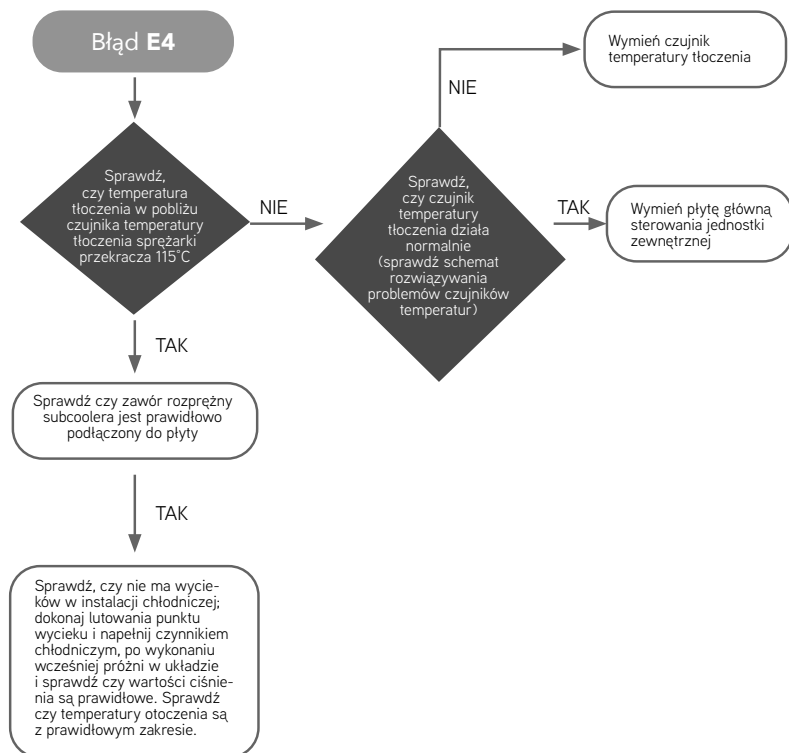 Błąd E4
Sprawdź,
czy temperatura
tłoczenia w pobliżu
czujnika temperatury
tłoczenia sprężarki
przekracza 115°C
NIE
Sprawdź,
czy czujnik
temperatury
tłoczenia działa
normalnie
(sprawdź schemat
rozwiązywania
problemów czujników
temperatur)
NIE
Wymień czujnik
temperatury tłoczenia
TAK
Wymień płytę główną
sterowania jednostki
zewnętrznej
TAK
Sprawdź czy zawór rozprężny
subcoolera jest prawidłowo
podłączony do płyty
TAK
Sprawdź, czy nie ma wycie-
ków w instalacji chłodniczej;
dokonaj lutowania punktu
wycieku i napełnij czynnikiem
chłodniczym, po wykonaniu
wcześniej próżni w układzie
i sprawdź czy wartości ciśnie-
nia są prawidłowe. Sprawdź
czy temperatury otoczenia są
z prawidłowym zakresie.